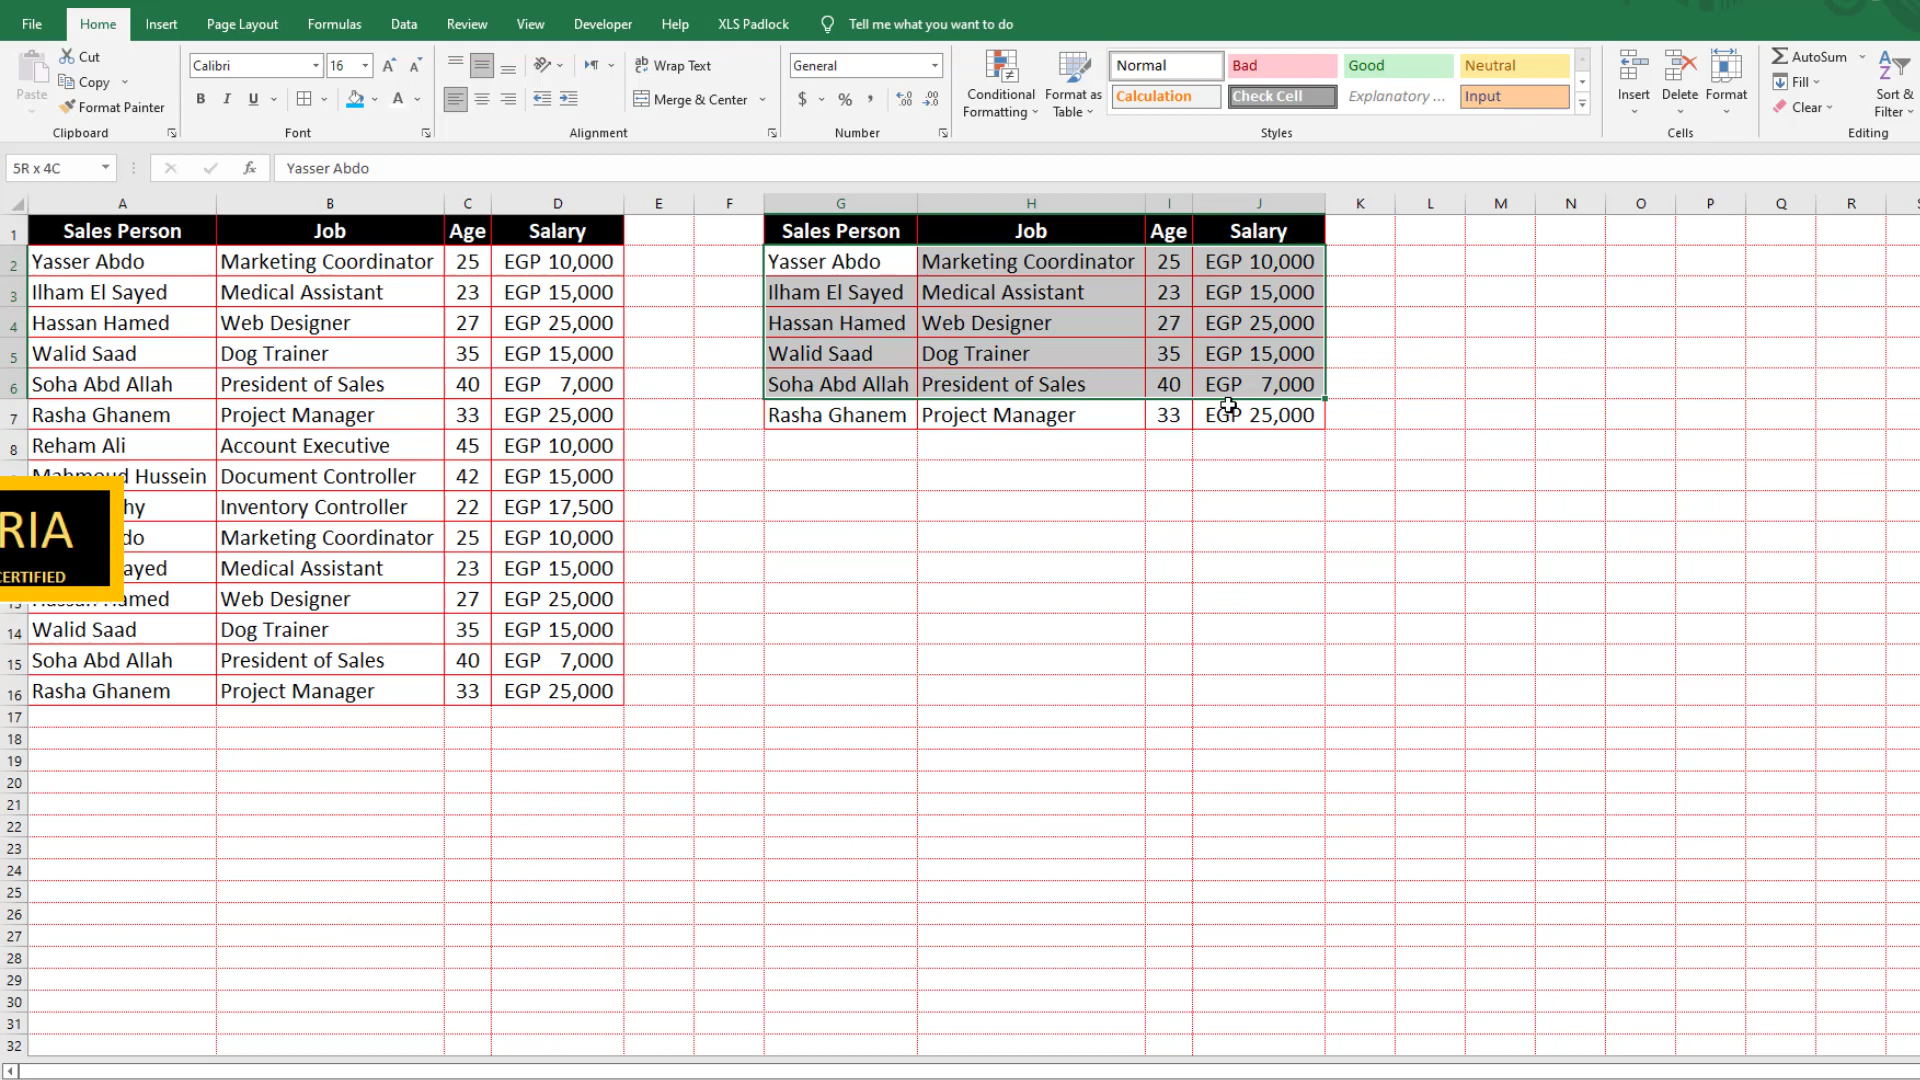 File Home Insert Page Layout Formulas Data Review View Developer Help XLS Padlock Tell me what you want to do
Paste Cut Copy Format Painter Clipboard
Calibri 16 B I U Font
Wrap Text Merge & Center Alignment
General $ % Number
Conditional Formatting Format as Table
Normal Bad Good Neutral
Calculation Check Cell Explanatory ... Input
Styles
Insert Delete Format Cells
AutoSum Fill Clear Sort & Filter Editing
5R x 4C fx Yasser Abdo
A B C D E F G H I J K L M N O P Q R
1 Sales Person Job Age Salary Sales Person Job Age Salary
2 Yasser Abdo Marketing Coordinator 25 EGP 10,000 Yasser Abdo Marketing Coordinator 25 EGP 10,000
3 Ilham El Sayed Medical Assistant 23 EGP 15,000 Ilham El Sayed Medical Assistant 23 EGP 15,000
4 Hassan Hamed Web Designer 27 EGP 25,000 Hassan Hamed Web Designer 27 EGP 25,000
5 Walid Saad Dog Trainer 35 EGP 15,000 Walid Saad Dog Trainer 35 EGP 15,000
6 Soha Abd Allah President of Sales 40 EGP 7,000 Soha Abd Allah President of Sales 40 EGP 7,000
7 Rasha Ghanem Project Manager 33 EGP 25,000 Rasha Ghanem Project Manager 33 EGP 25,000
8 Reham Ali Account Executive 45 EGP 10,000
Mahmoud Hussein Document Controller 42 EGP 15,000
hy Inventory Controller 22 EGP 17,500
RIA
do Marketing Coordinator 25 EGP 10,000
ayed Medical Assistant 23 EGP 15,000
CERTIFIED
13 Hassan Hamed Web Designer 27 EGP 25,000
14 Walid Saad Dog Trainer 35 EGP 15,000
15 Soha Abd Allah President of Sales 40 EGP 7,000
16 Rasha Ghanem Project Manager 33 EGP 25,000
17
18
19
20
21
22
23
24
25
26
27
28
29
30
31
32